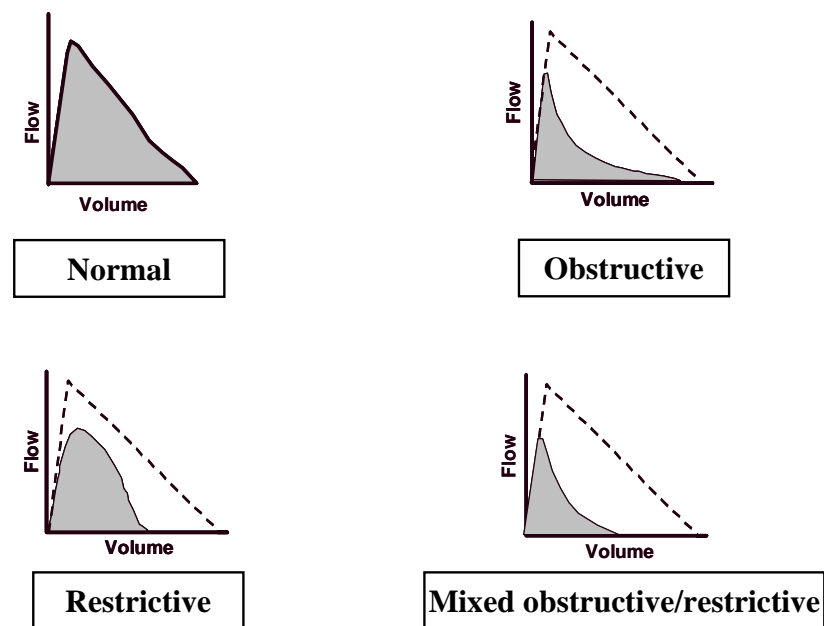 Flow
Volume
Normal
Flow
Volume
Obstructive
Flow
Volume
Restrictive
Flow
Volume
Mixed obstructive/restrictive